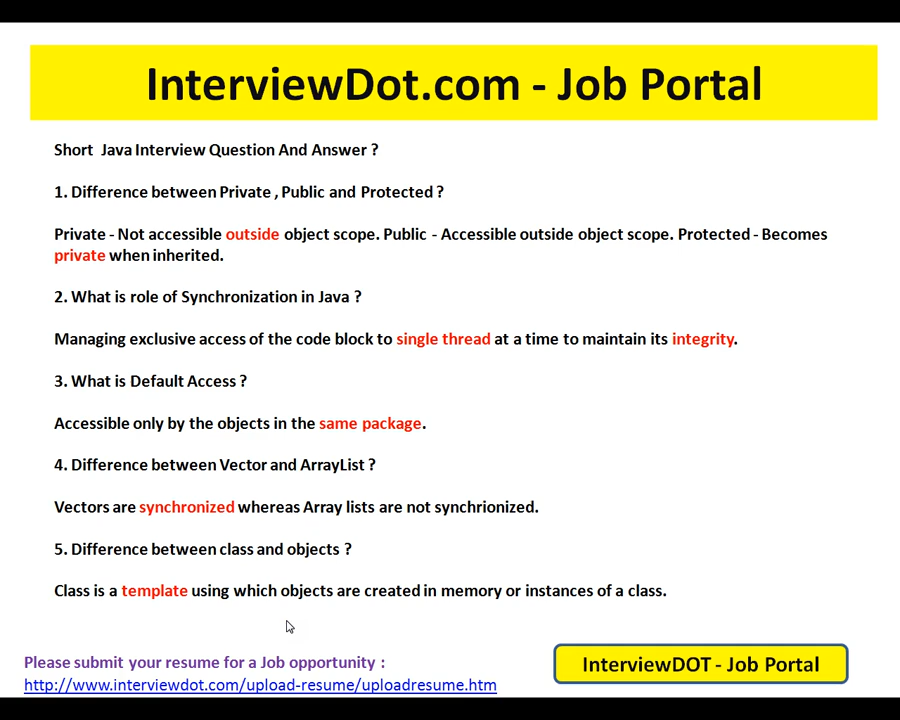 InterviewDot.com - Job Portal
Short Java Interview Question And Answer ?
1. Difference between Private , Public and Protected ?
Private - Not accessible outside object scope. Public - Accessible outside object scope. Protected - Becomes
private when inherited.
2. What is role of Synchronization in Java ?
Managing exclusive access of the code block to single thread at a time to maintain its integrity.
3. What is Default Access ?
Accessible only by the objects in the same package.
4. Difference between Vector and ArrayList ?
Vectors are synchronized whereas Array lists are not synchrionized.
5. Difference between class and objects ?
Class is a template using which objects are created in memory or instances of a class.
Please submit your resume for a Job opportunity :
http://www.interviewdot.com/upload-resume/uploadresume.htm
InterviewDOT - Job Portal